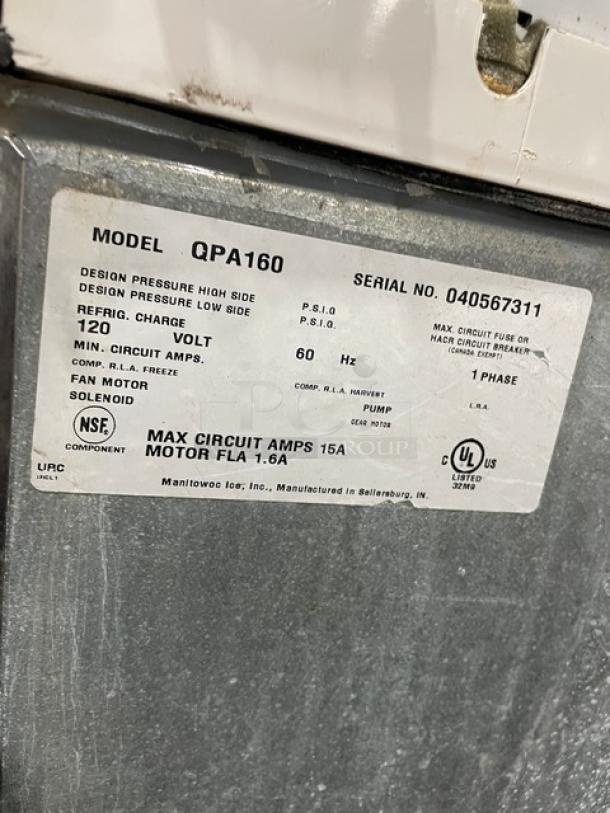 MODEL QPA160 SERIAL NO. 040567311
DESIGN PRESSURE HIGH SIDE P.S.I.G
DESIGN PRESSURE LOW SIDE P.S.I.G.
REFRIG. CHARGE
MAX. CIRCUIT FUSE OR
HACR CIRCUIT BREAKER
(CANADA EXEMPT)
120 VOLT 60 Hz 1 PHASE
MIN. CIRCUIT AMPS.
COMP. R.L.A. FREEZE COMP. R.L.A. HARVEST L.R.A.
FAN MOTOR PUMP
SOLENOID GEAR MOTOR
NSF
COMPONENT
MAX CIRCUIT AMPS 15A
MOTOR FLA 1.6A
C UL US
LISTED
32M9
Manitowoc Ice, Inc., Manufactured in Sellersburg, IN.
PCI
GROUP